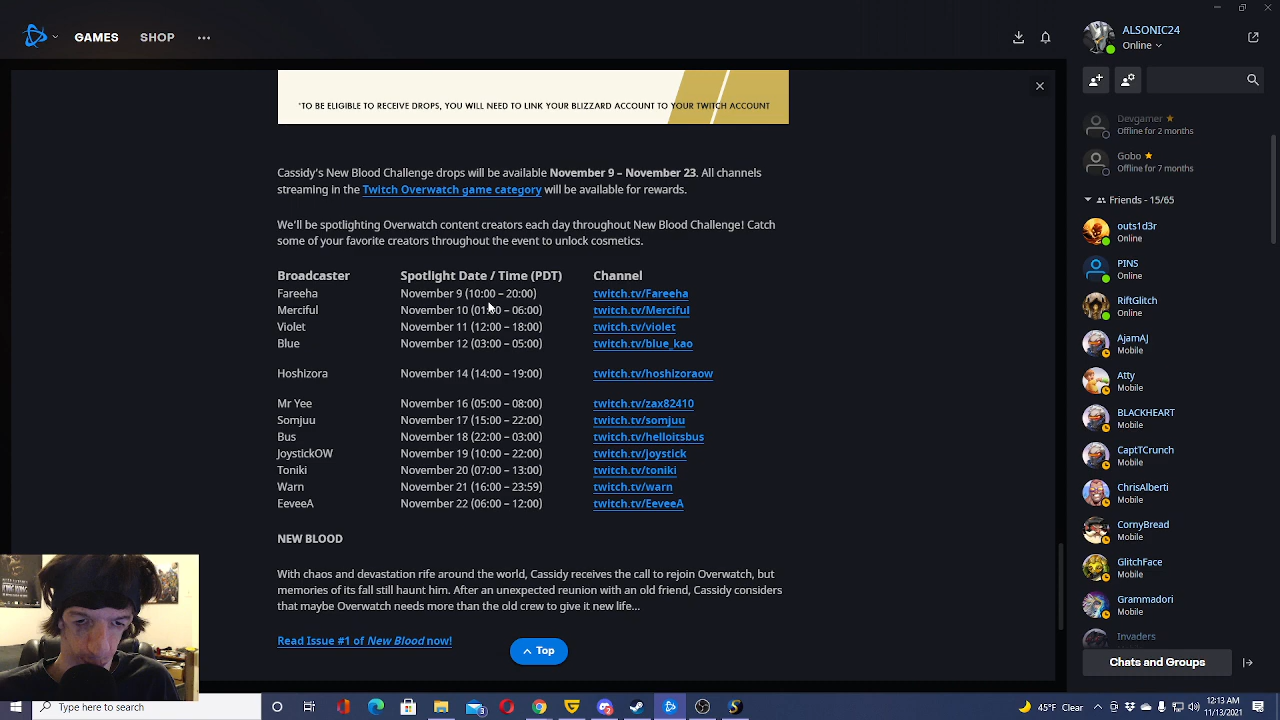 GAMES
SHOP
ALSONIC24
Online
*TO BE ELIGIBLE TO RECEIVE DROPS, YOU WILL NEED TO LINK YOUR BLIZZARD ACCOUNT TO YOUR TWITCH ACCOUNT
Cassidy's New Blood Challenge drops will be available November 9 – November 23. All channels
streaming in the Twitch Overwatch game category will be available for rewards.
We'll be spotlighting Overwatch content creators each day throughout New Blood Challenge! Catch
some of your favorite creators throughout the event to unlock cosmetics.
Broadcaster Spotlight Date / Time (PDT) Channel
Fareeha November 9 (10:00 – 20:00) twitch.tv/Fareeha
Merciful November 10 (01:00 – 06:00) twitch.tv/Merciful
Violet November 11 (12:00 – 18:00) twitch.tv/violet
Blue November 12 (03:00 – 05:00) twitch.tv/blue_kao
Hoshizora November 14 (14:00 – 19:00) twitch.tv/hoshizoraow
Mr Yee November 16 (05:00 – 08:00) twitch.tv/zax82410
Somjuu November 17 (15:00 – 22:00) twitch.tv/somjuu
Bus November 18 (22:00 – 03:00) twitch.tv/helloitsbus
JoystickOW November 19 (10:00 – 22:00) twitch.tv/joystick
Toniki November 20 (07:00 – 13:00) twitch.tv/toniki
Warn November 21 (16:00 – 23:59) twitch.tv/warn
EeveeA November 22 (06:00 – 12:00) twitch.tv/EeveeA
NEW BLOOD
With chaos and devastation rife around the world, Cassidy receives the call to rejoin Overwatch, but
memories of its fall still haunt him. After an unexpected reunion with an old friend, Cassidy considers
that maybe Overwatch needs more than the old crew to give it new life...
Read Issue #1 of New Blood now!
Top
Devgamer
Offline for 2 months
Gobo
Offline for 7 months
Friends - 15/65
outs1d3r
Online
PINS
Online
RiftGlitch
Online
AjamAJ
Mobile
Atty
Mobile
BLACKHEART
Mobile
CaptTCrunch
Mobile
ChrisAlberti
Mobile
CornyBread
Mobile
GlitchFace
Mobile
Grammadori
Mobile
Invaders
Chats and Groups
Type here to search
45°F Clear
12:13 AM
11/13/2021